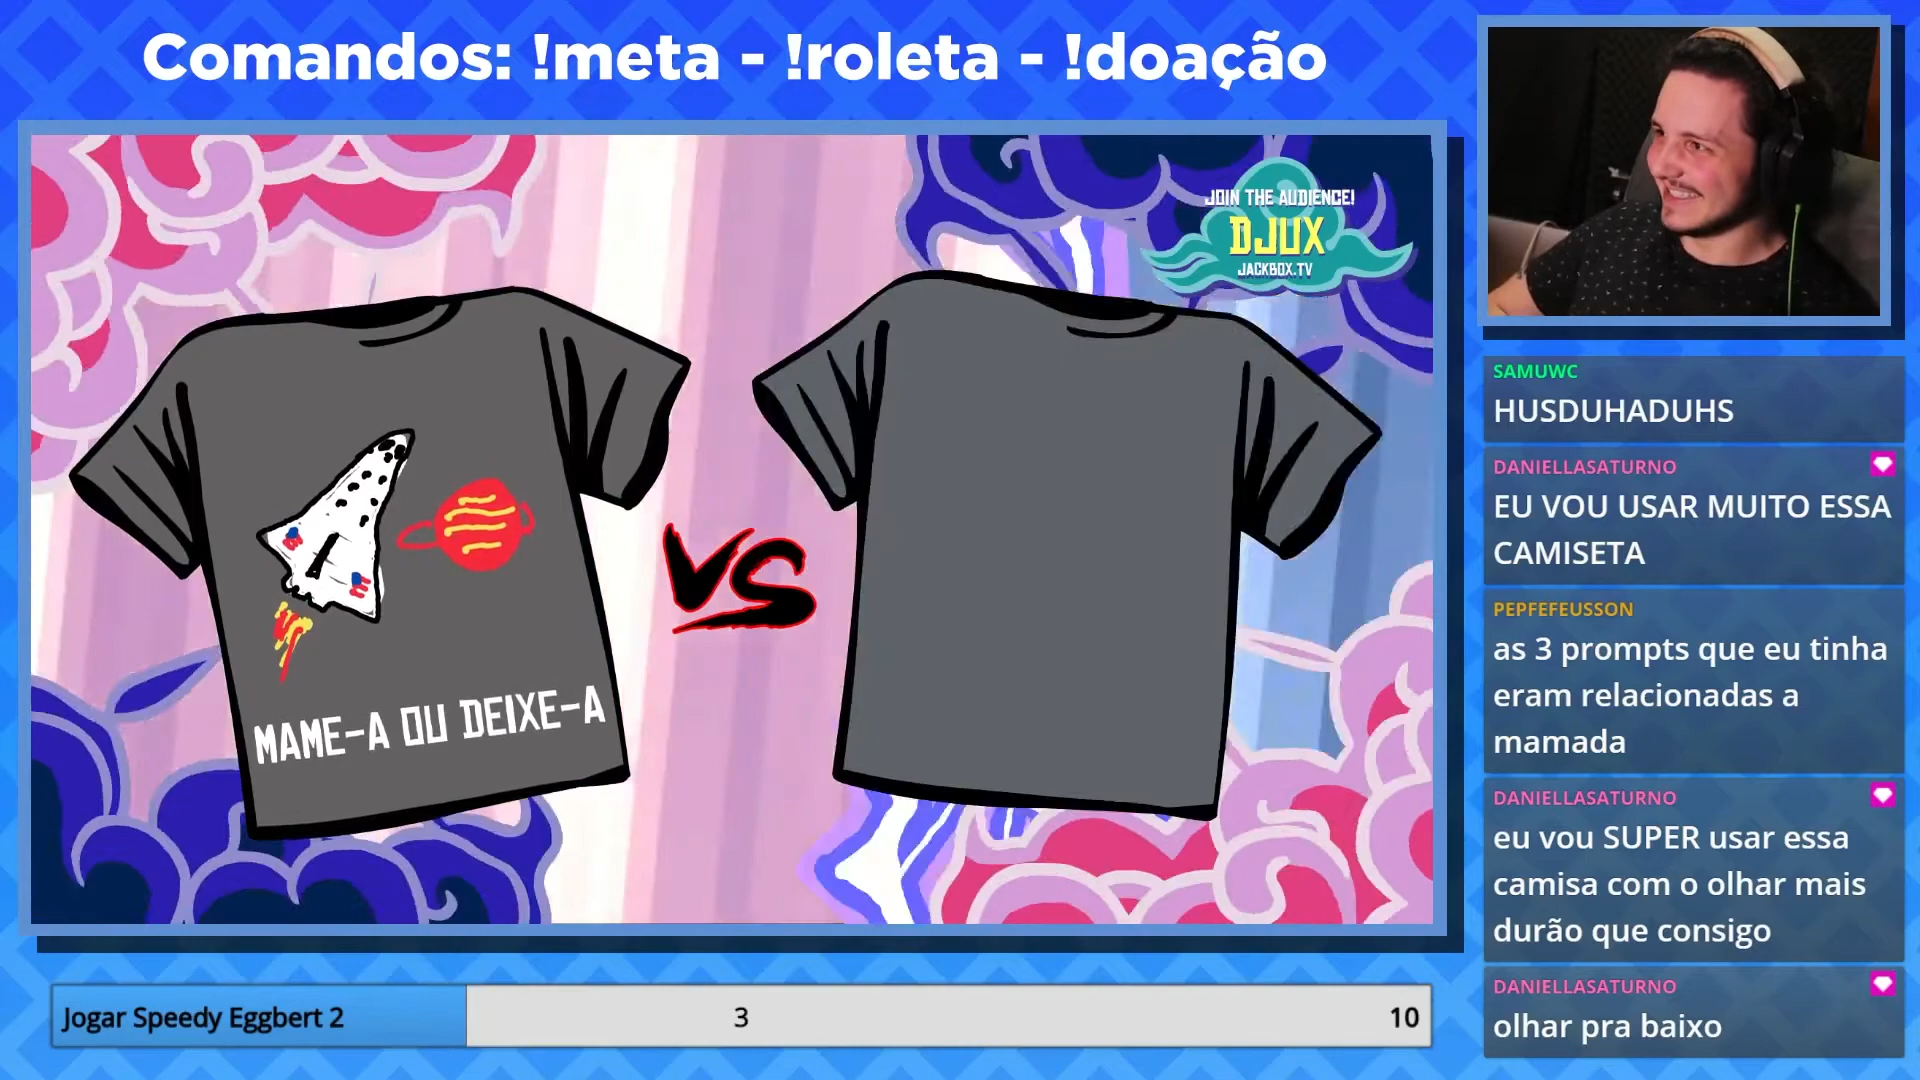 Comandos: !meta - !roleta - !doação
JOIN THE AUDIENCE!
DJUX
JACKBOX.TV
VS
MAME-A OU DEIXE-A
SAMUWC
HUSDUHADUHS
DANIELLASATURNO
EU VOU USAR MUITO ESSA
CAMISETA
PEPFEFEUSSON
as 3 prompts que eu tinha
eram relacionadas a
mamada
DANIELLASATURNO
eu vou SUPER usar essa
camisa com o olhar mais
durão que consigo
DANIELLASATURNO
olhar pra baixo
Jogar Speedy Eggbert 2 3 10